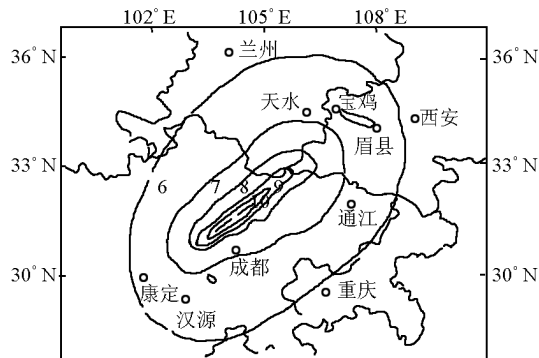 102°E 105°E 108°E
36°N 兰州 36°N
天水 宝鸡 西安
眉县
33°N 33°N
6 7 8 9
10 通江
成都
30°N 30°N
康定 重庆
汉源